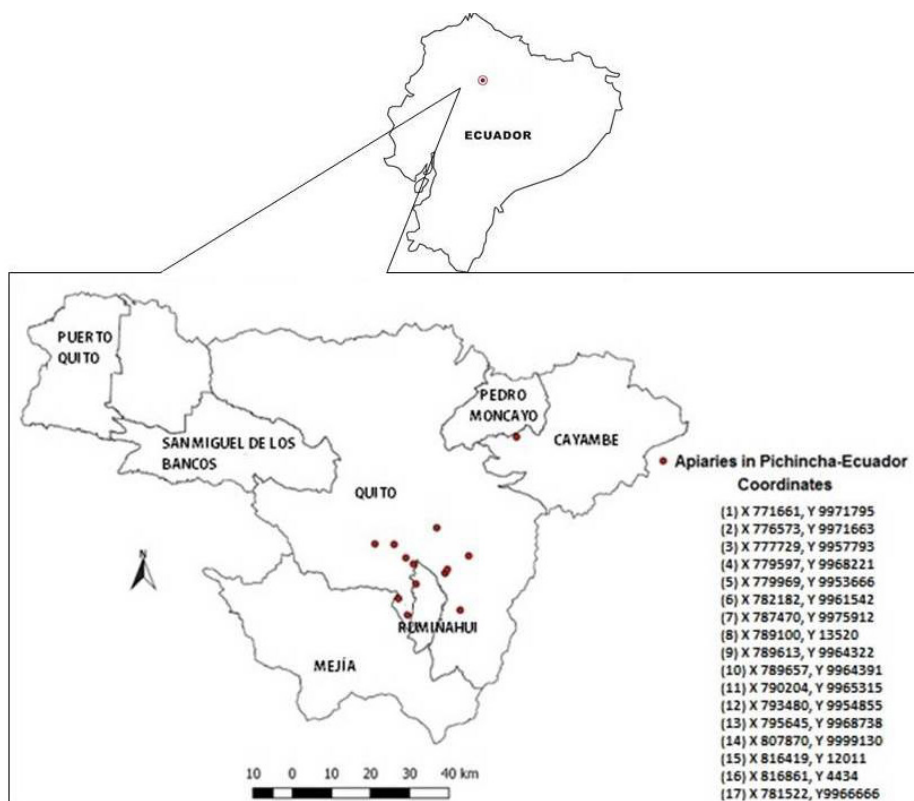 ECUADOR
PUERTO
QUITO
PEDRO
MONCAYO
SAN MIGUEL DE LOS
BANCOS
CAYAMBE
QUITO
N
RUMIÑAHUI
MEJÍA
Apiaries in Pichincha-Ecuador
Coordinates
(1) X 771661, Y 9971795
(2) X 776573, Y 9971663
(3) X 777729, Y 9957793
(4) X 779597, Y 9968221
(5) X 779969, Y 9953666
(6) X 782182, Y 9961542
(7) X 787470, Y 9975912
(8) X 789100, Y 13520
(9) X 789613, Y 9964322
(10) X 789657, Y 9964391
(11) X 790204, Y 9965315
(12) X 793480, Y 9954855
(13) X 795645, Y 9968738
(14) X 807870, Y 9999130
(15) X 816419, Y 12011
(16) X 816861, Y 4434
(17) X 781522, Y9966666
10 0 10 20 30 40 km